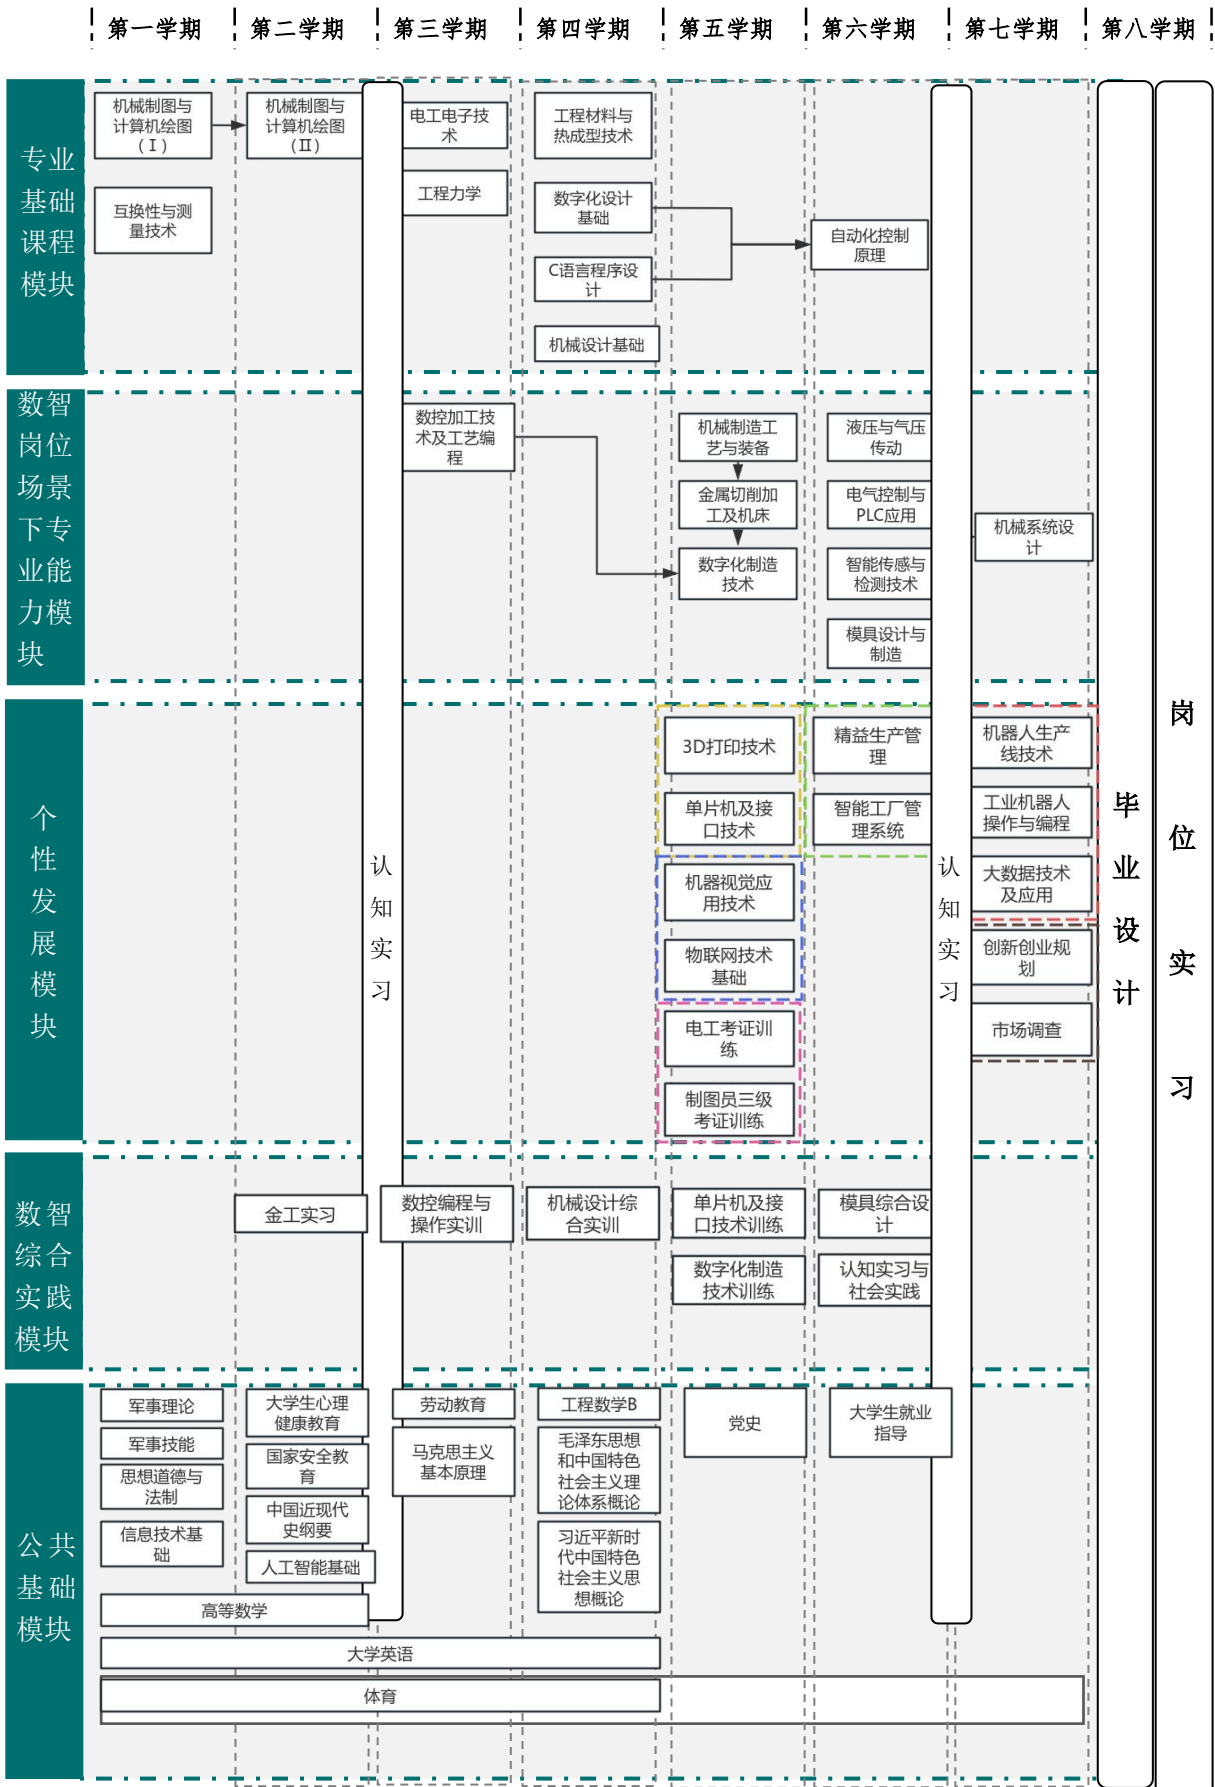 第一学期
第二学期
第三学期
第四学期
第五学期
第六学期
第七学期
第八学期
专业
基础
课程
模块
机械制图与
计算机绘图
（Ⅰ）
互换性与测
量技术
机械制图与
计算机绘图
（Ⅱ）
电工电子技
术
工程力学
工程材料与
热成型技术
数字化设计
基础
C语言程序设
计
机械设计基础
自动化控制
原理
数智
岗位
场景
下专
业能
力模
块
数控加工技
术及工艺编
程
机械制造工
艺与装备
金属切削加
工及机床
数字化制造
技术
液压与气压
传动
电气控制与
PLC应用
智能传感与
检测技术
模具设计与
制造
机械系统设
计
个
性
发
展
模
块
3D打印技术
单片机及接
口技术
机器视觉应
用技术
物联网技术
基础
电工考证训
练
制图员三级
考证训练
精益生产管
理
智能工厂管
理系统
机器人生产
线技术
工业机器人
操作与编程
大数据技术
及应用
创新创业规
划
市场调查
认
知
实
习
认
知
实
习
毕
业
设
计
岗
位
实
习
数智
综合
实践
模块
金工实习
数控编程与
操作实训
机械设计综
合实训
单片机及接
口技术训练
数字化制造
技术训练
模具综合设
计
认知实习与
社会实践
公共
基础
模块
军事理论
军事技能
思想道德与
法制
信息技术基
础
大学生心理
健康教育
国家安全教
育
中国近现代
史纲要
人工智能基础
劳动教育
马克思主义
基本原理
工程数学B
毛泽东思想
和中国特色
社会主义理
论体系概论
习近平新时
代中国特色
社会主义思
想概论
党史
大学生就业
指导
高等数学
大学英语
体育